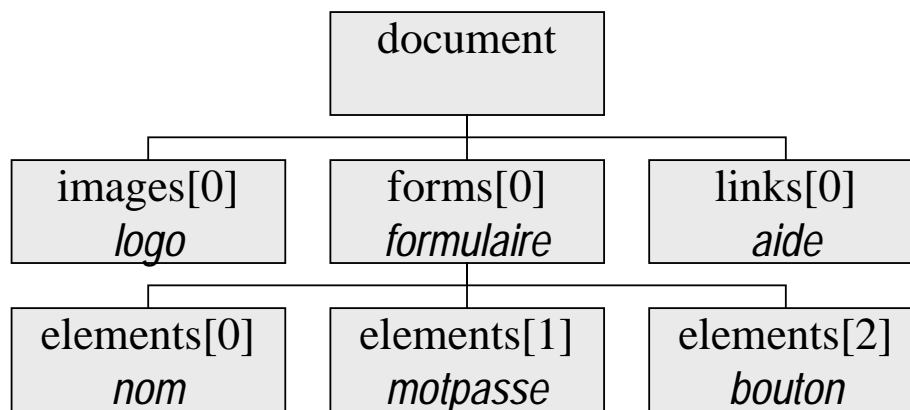 document
images[0]
logo
forms[0]
formulaire
links[0]
aide
elements[0]
nom
elements[1]
motpasse
elements[2]
bouton